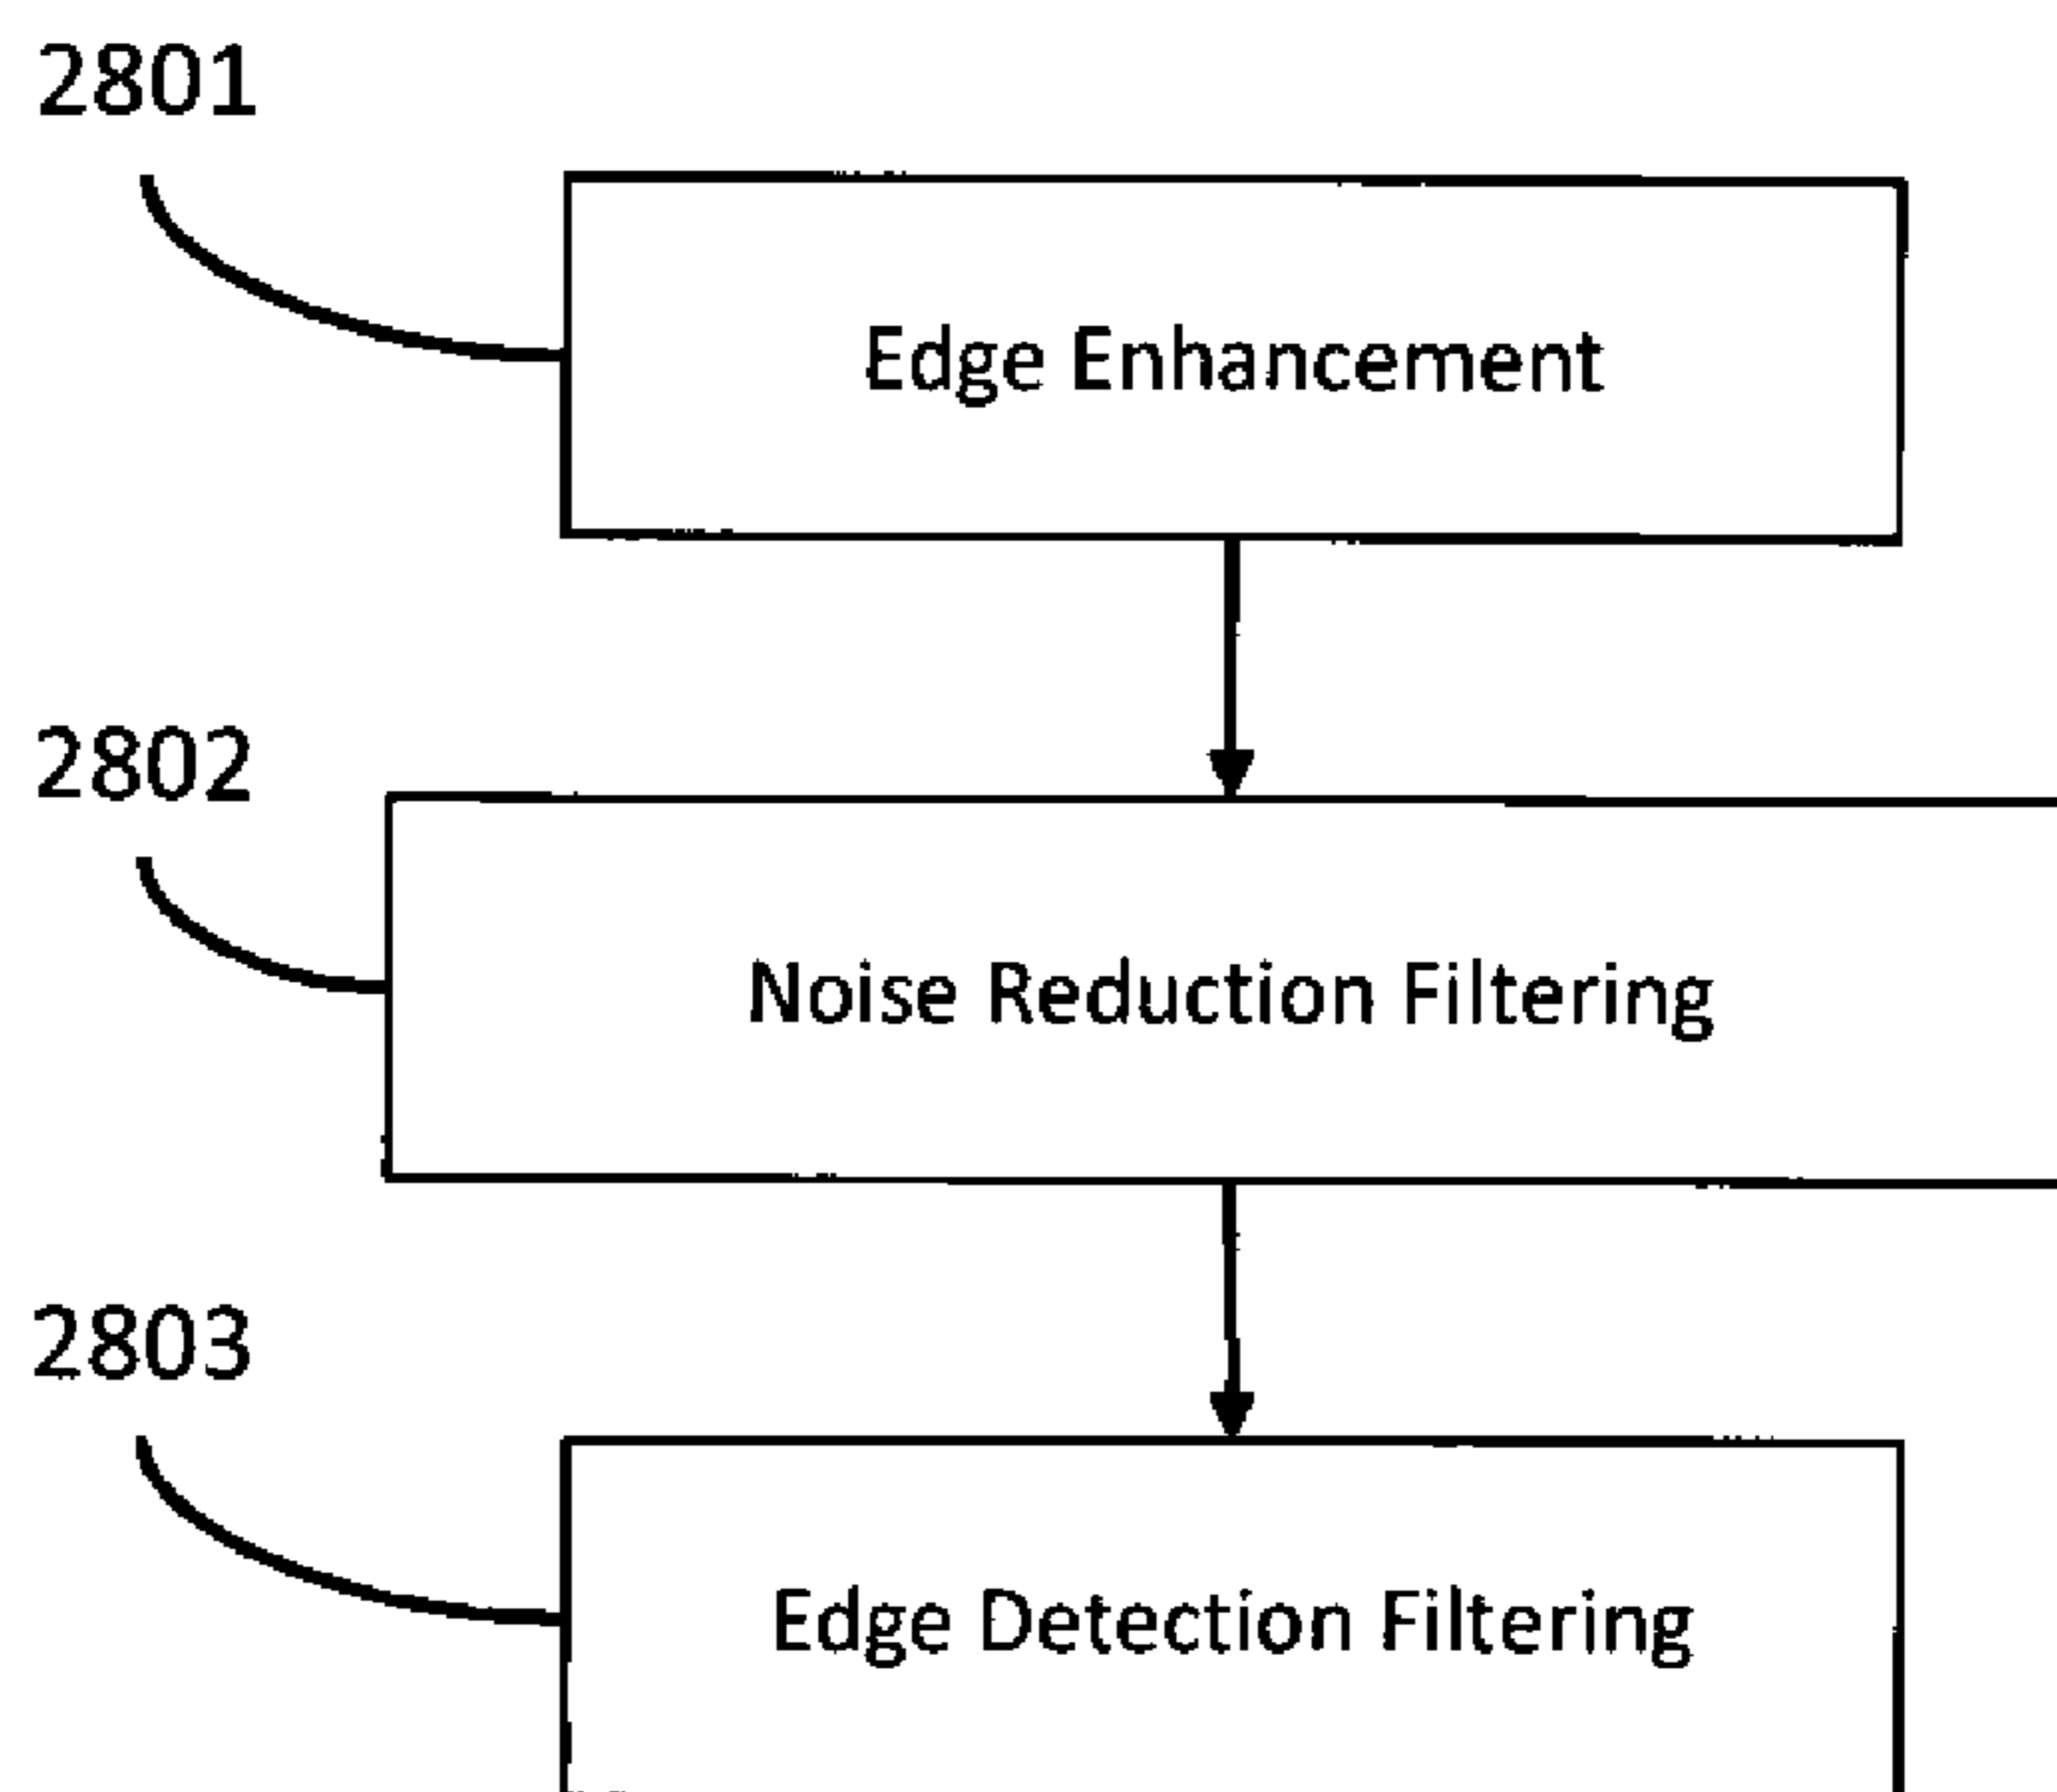 2801
Edge Enhancement
2802
Noise Reduction Filtering
2803
Edge Detection Filtering